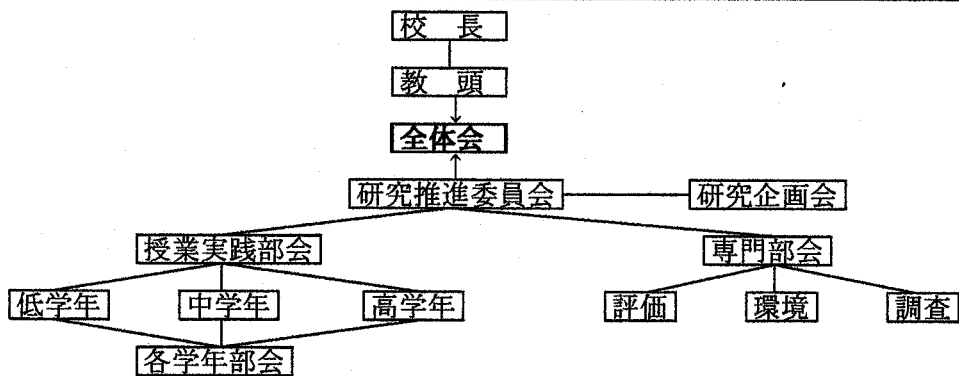 校　長
教　頭
全体会
研究推進委員会　研究企画会
授業実践部会　専門部会
低学年　中学年　高学年　評価　環境　調査
各学年部会